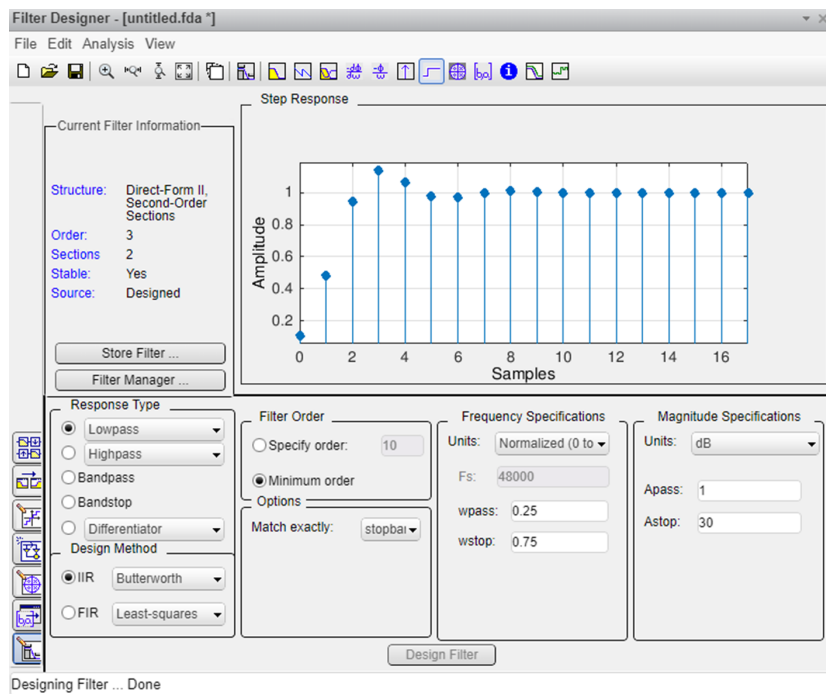 Filter Designer - [untitled.fda *]
File Edit Analysis View
Step Response
Current Filter Information
Structure: Direct-Form II,
Second-Order
Sections
Order: 3
Sections 2
Stable: Yes
Source: Designed
Store Filter ...
Filter Manager ...
Amplitude
1
0.8
0.6
0.4
0.2
0 2 4 6 8 10 12 14 16
Samples
Response Type
Lowpass
Highpass
Bandpass
Bandstop
Differentiator
Design Method
IIR Butterworth
FIR Least-squares
Filter Order
Specify order: 10
Minimum order
Options
Match exactly: stopbar
Frequency Specifications
Units: Normalized (0 to
Fs: 48000
wpass: 0.25
wstop: 0.75
Magnitude Specifications
Units: dB
Apass: 1
Astop: 30
Design Filter
Designing Filter ... Done